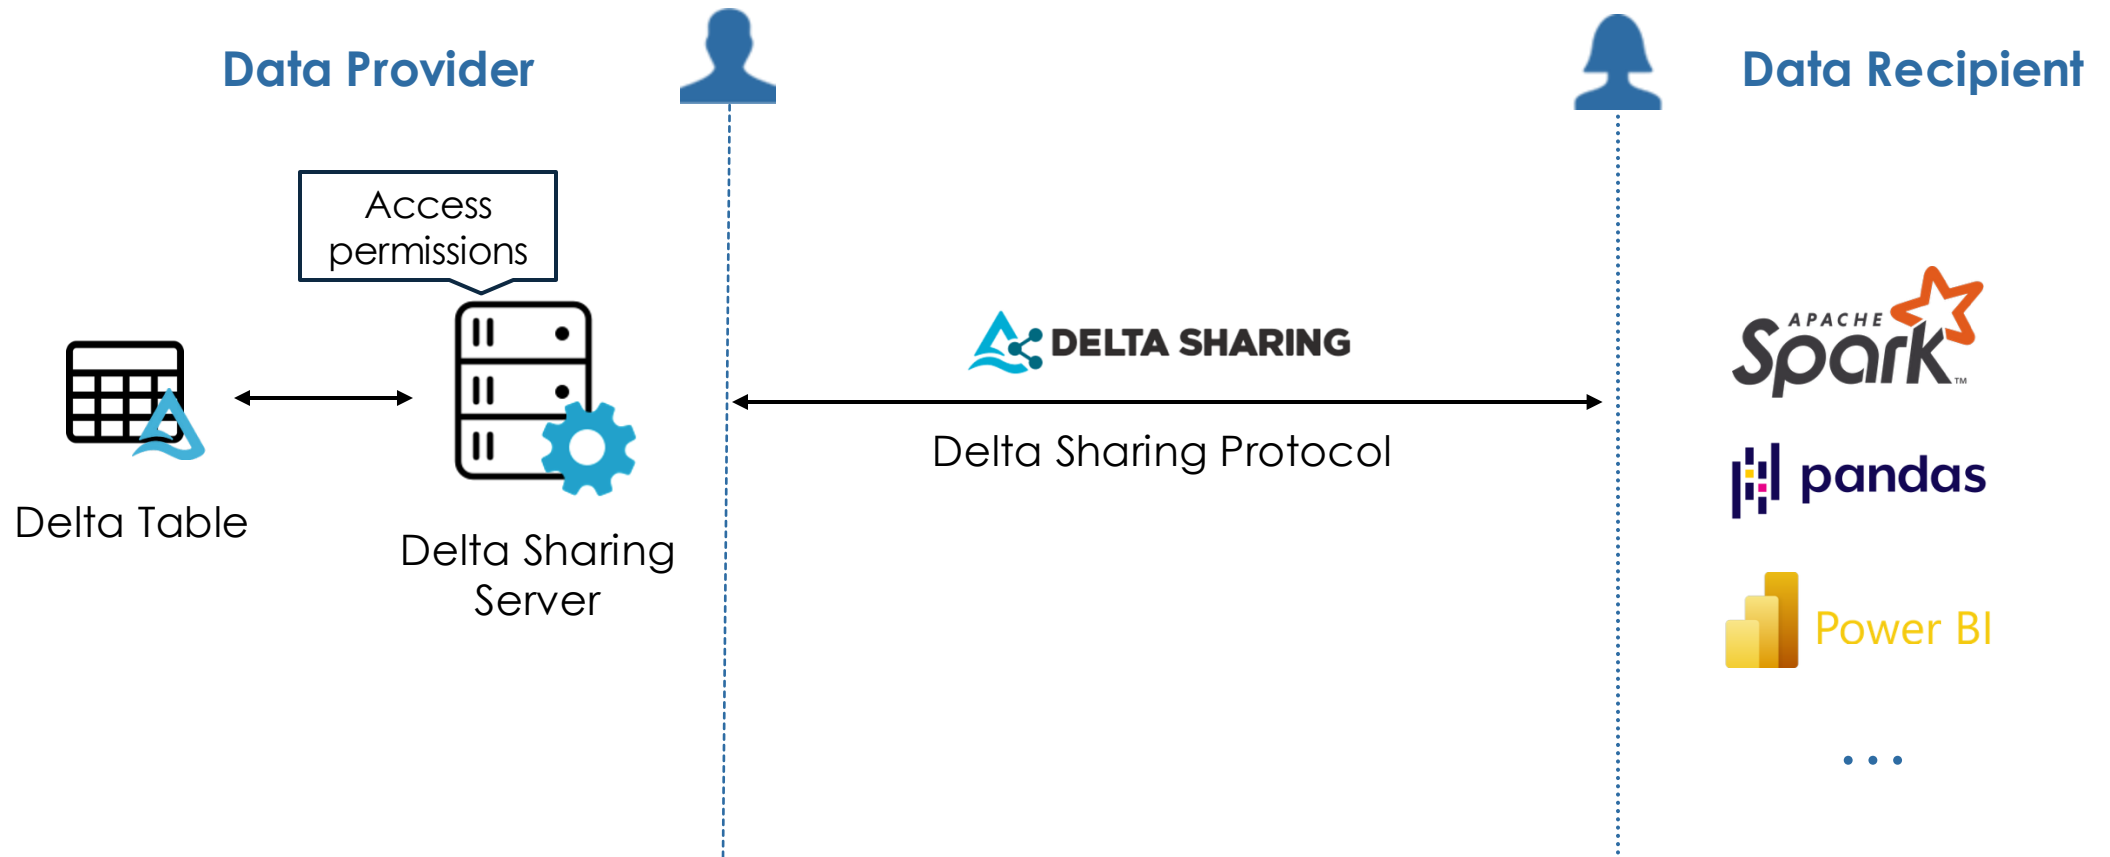 Data Provider
Data Recipient
Access
permissions
DELTA SHARING
Delta Sharing Protocol
Delta Table
Delta Sharing
Server
APACHE
Spark™
pandas
Power BI
...